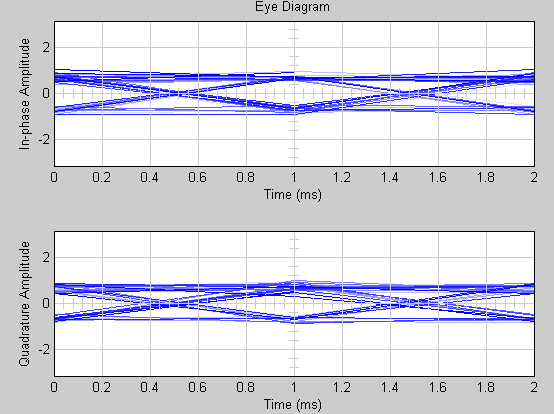 Eye Diagram
In-phase Amplitude
2
0
-2
0 0.2 0.4 0.6 0.8 1 1.2 1.4 1.6 1.8 2
Time (ms)
Quadrature Amplitude
2
0
-2
0 0.2 0.4 0.6 0.8 1 1.2 1.4 1.6 1.8 2
Time (ms)